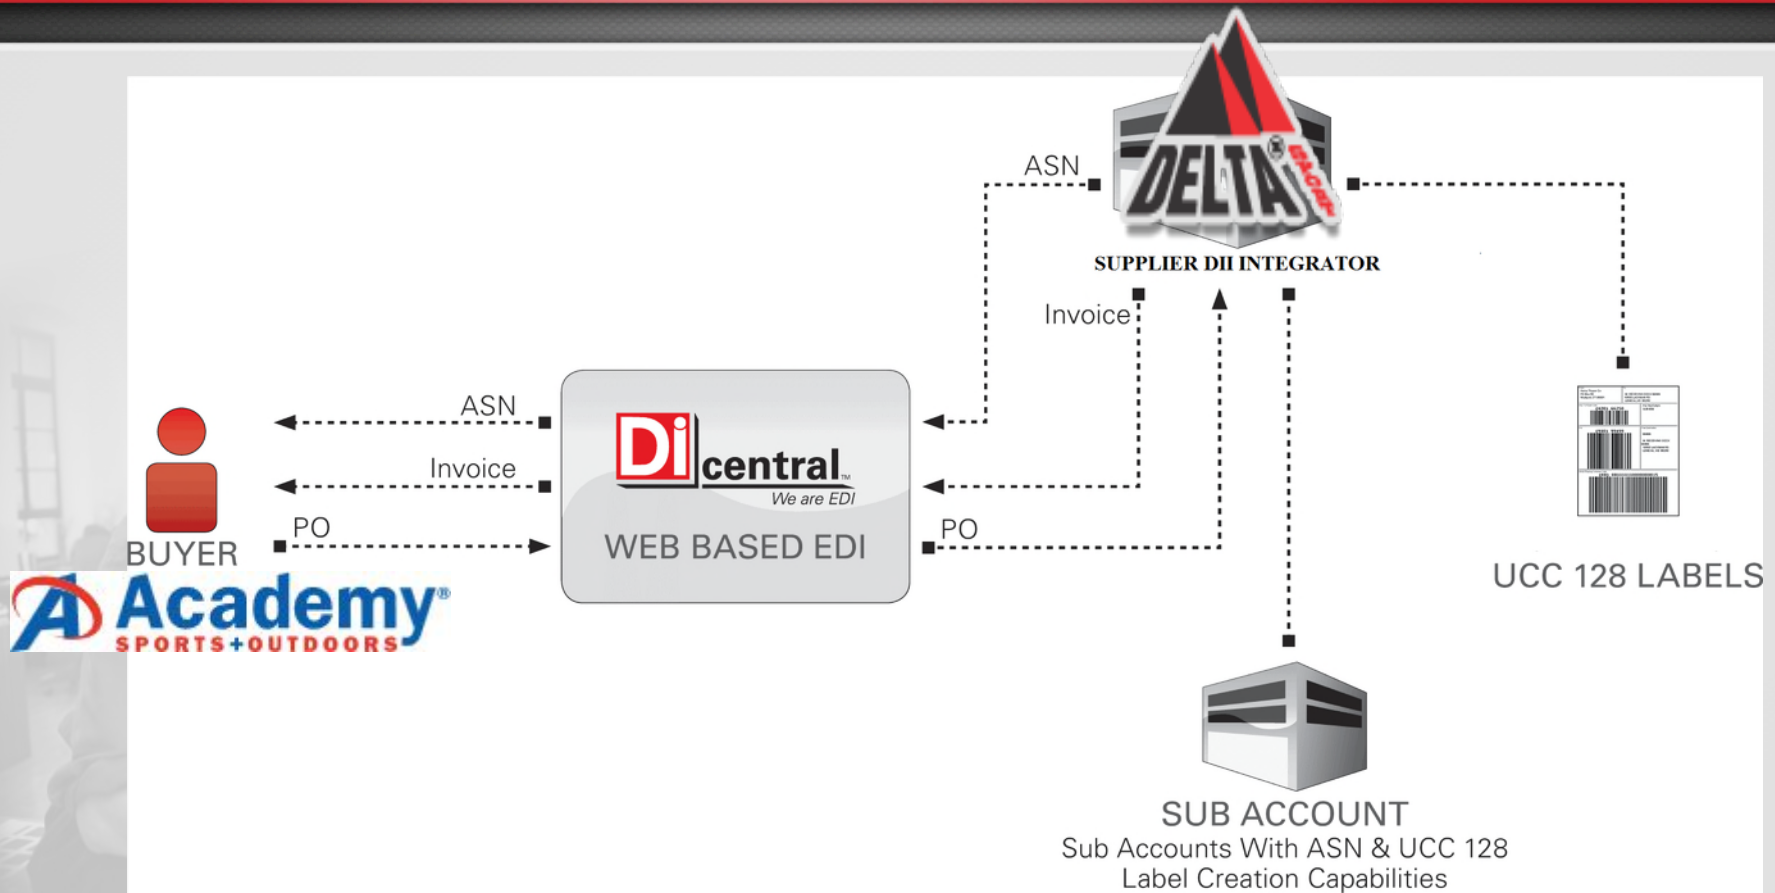 DELTA®
ASN
SUPPLIER DII INTEGRATOR
Invoice
ASN
Invoice
PO
BUYER
Academy®
SPORTS+OUTDOORS
Di central™
We are EDI
WEB BASED EDI
PO
UCC 128 LABELS
SUB ACCOUNT
Sub Accounts With ASN & UCC 128
Label Creation Capabilities